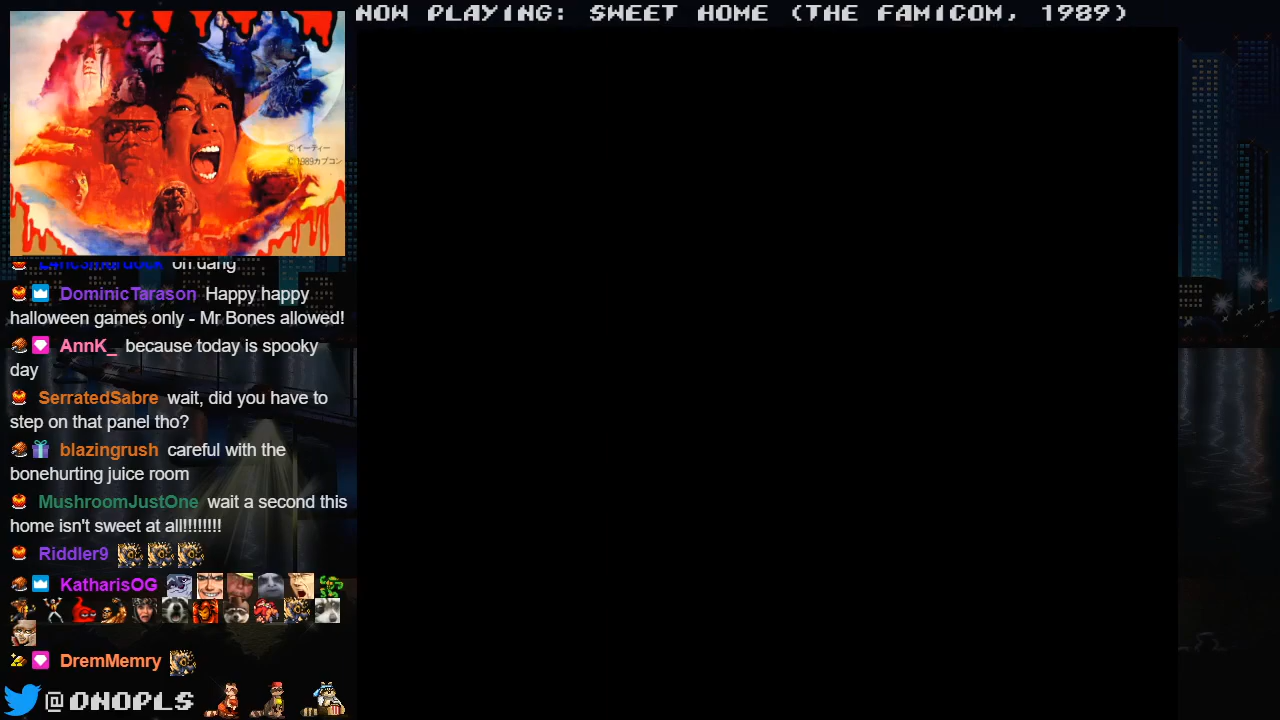 NOW PLAYING: SWEET HOME (THE FAMICOM, 1989)
©イーティー
©1989カプコン
oh dang
DominicTarason Happy happy
halloween games only - Mr Bones allowed!
AnnK_ because today is spooky
day
SerratedSabre wait, did you have to
step on that panel tho?
blazingrush careful with the
bonehurting juice room
MushroomJustOne wait a second this
home isn't sweet at all!!!!!!!!
Riddler9
KatharisOG
DremMemry
@DNOPLS